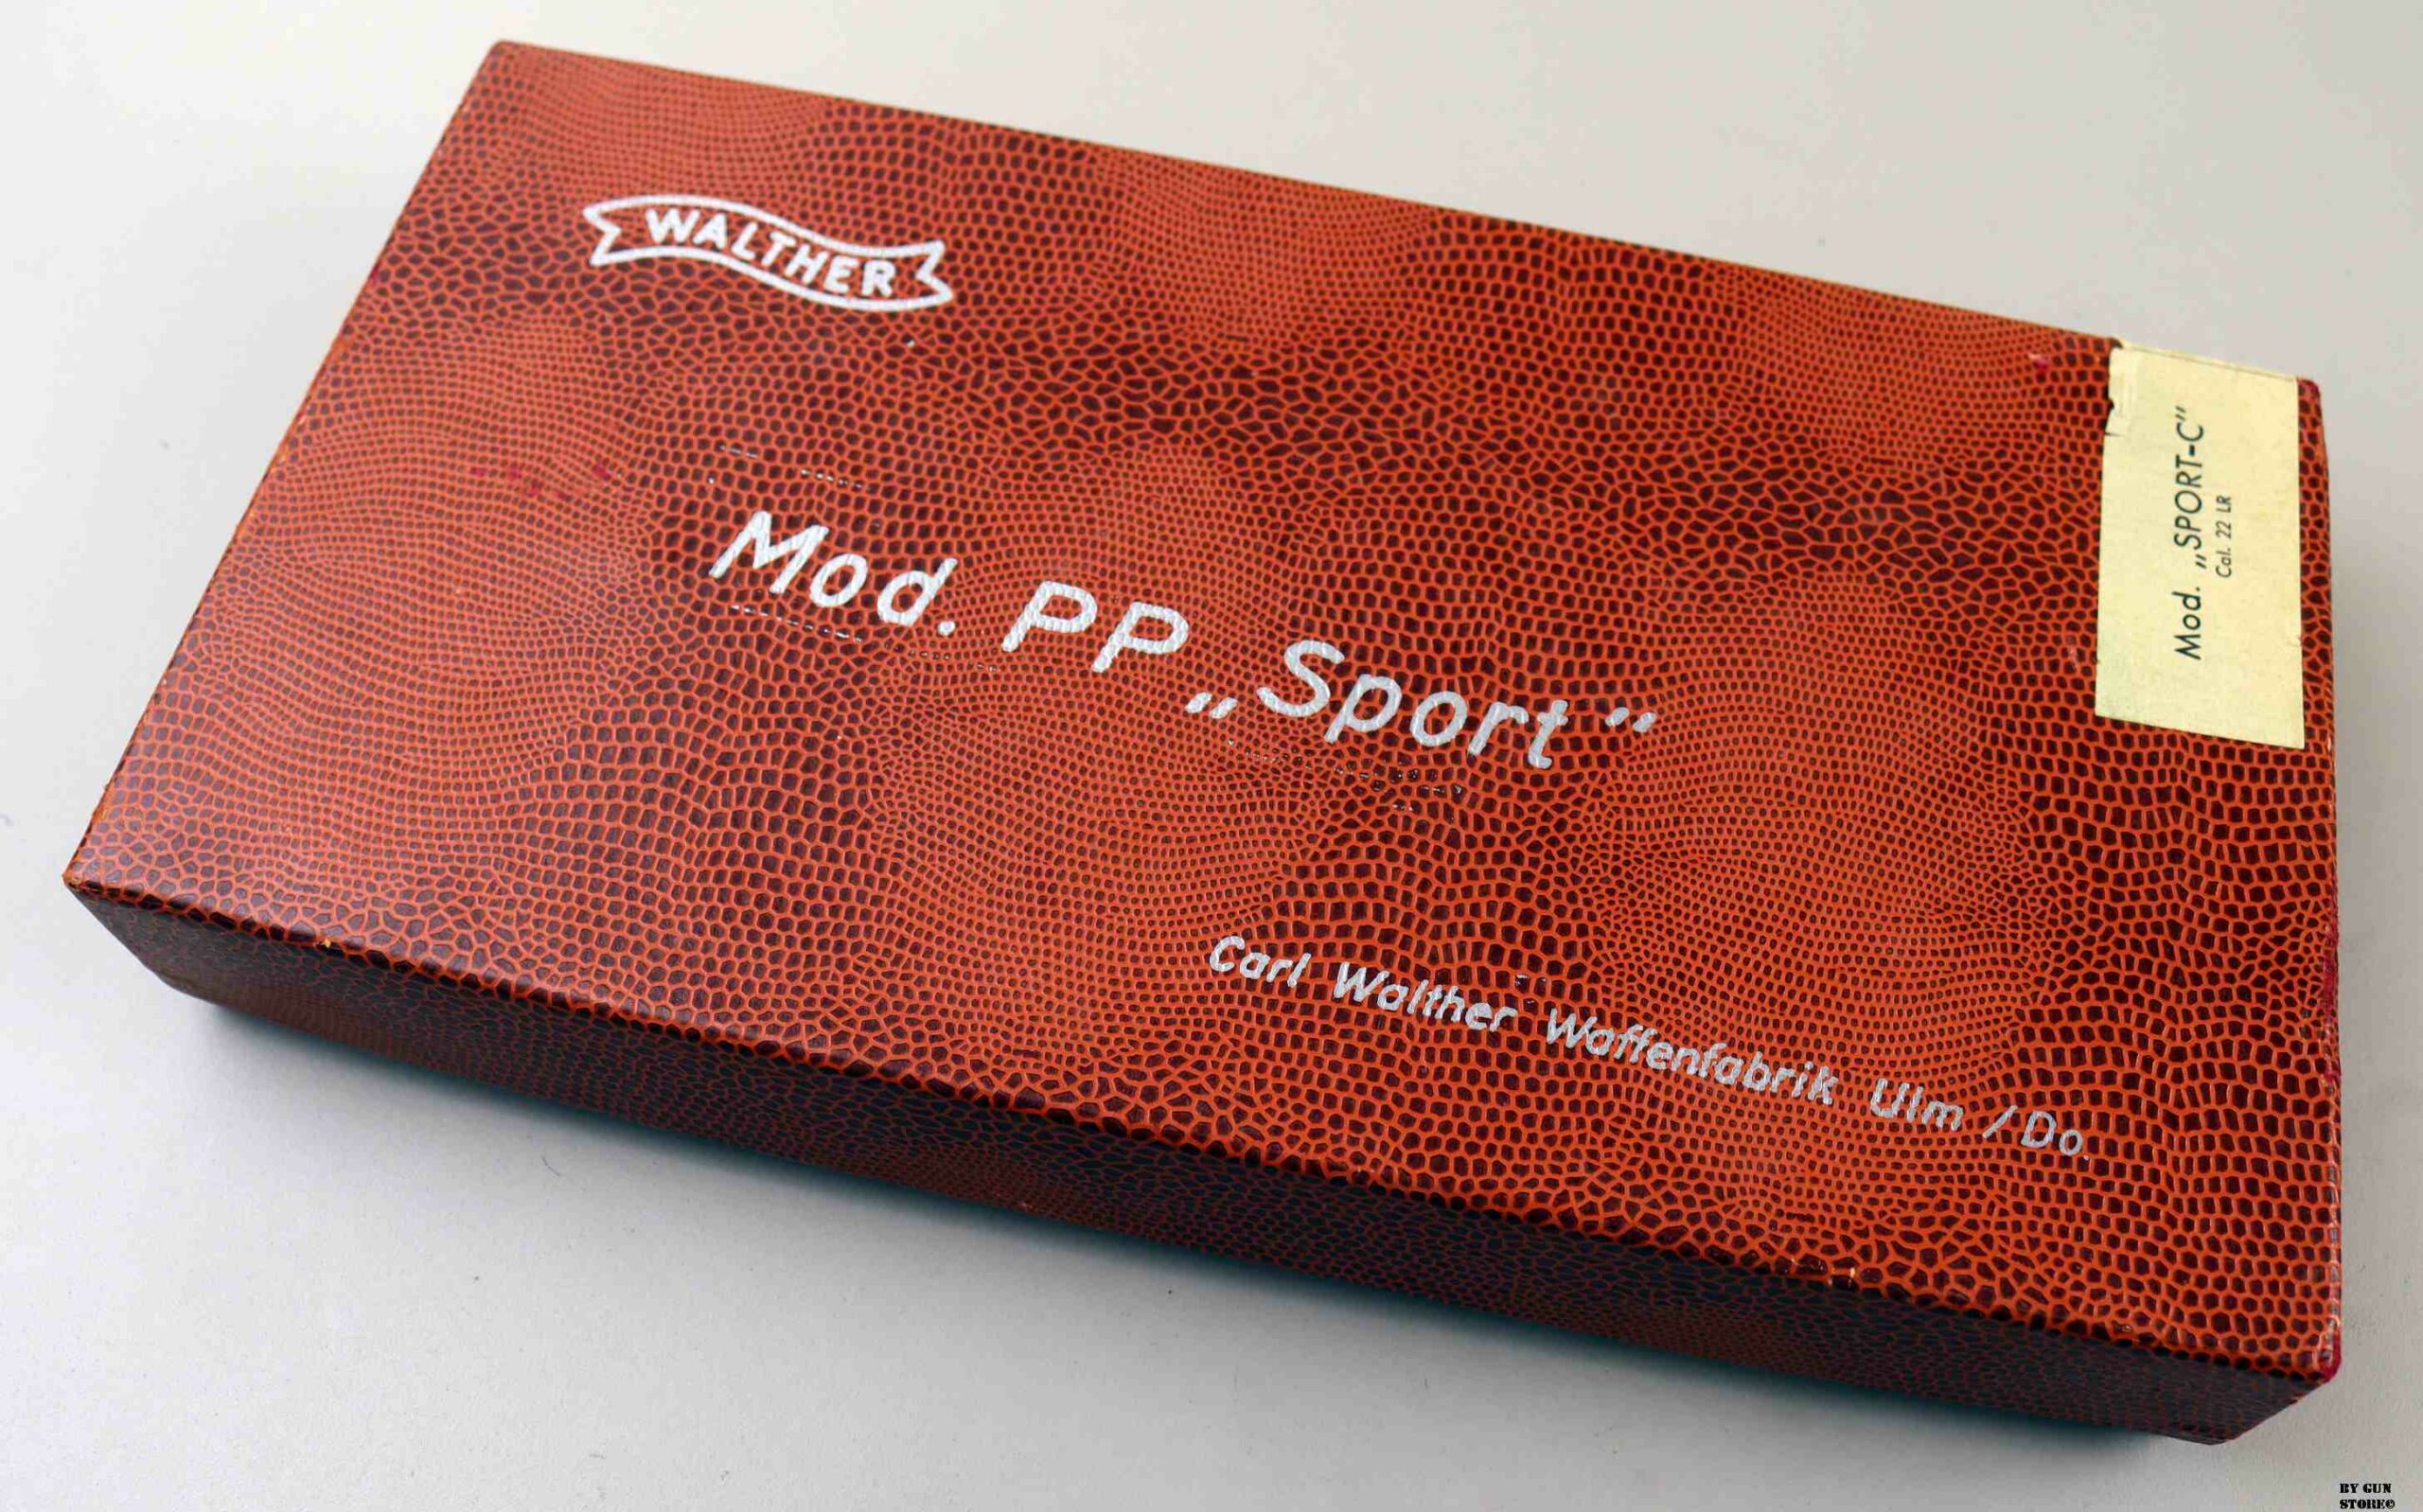 WALTHER
Mod. PP „Sport“
Carl Walther Waffenfabrik Ulm / Do.
Mod. „SPORT-C“
Cal. 22 LR
BY GUN
STORE©